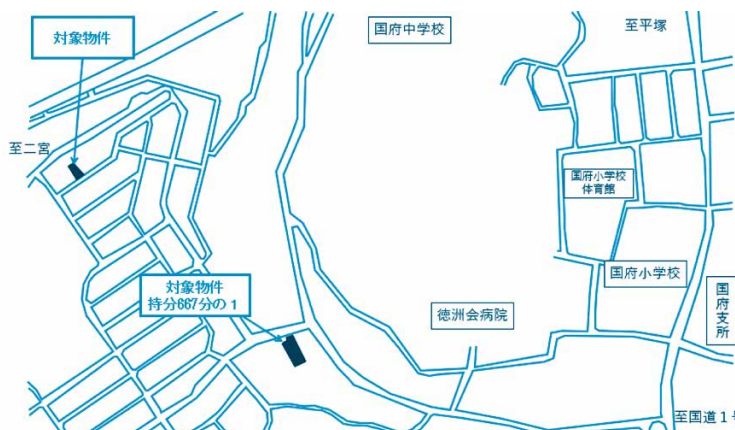 国府中学校
至平塚
対象物件
至二宮
国府小学校
体育館
国府小学校
対象物件
持分667分の1
国府支所
徳洲会病院
至国道1